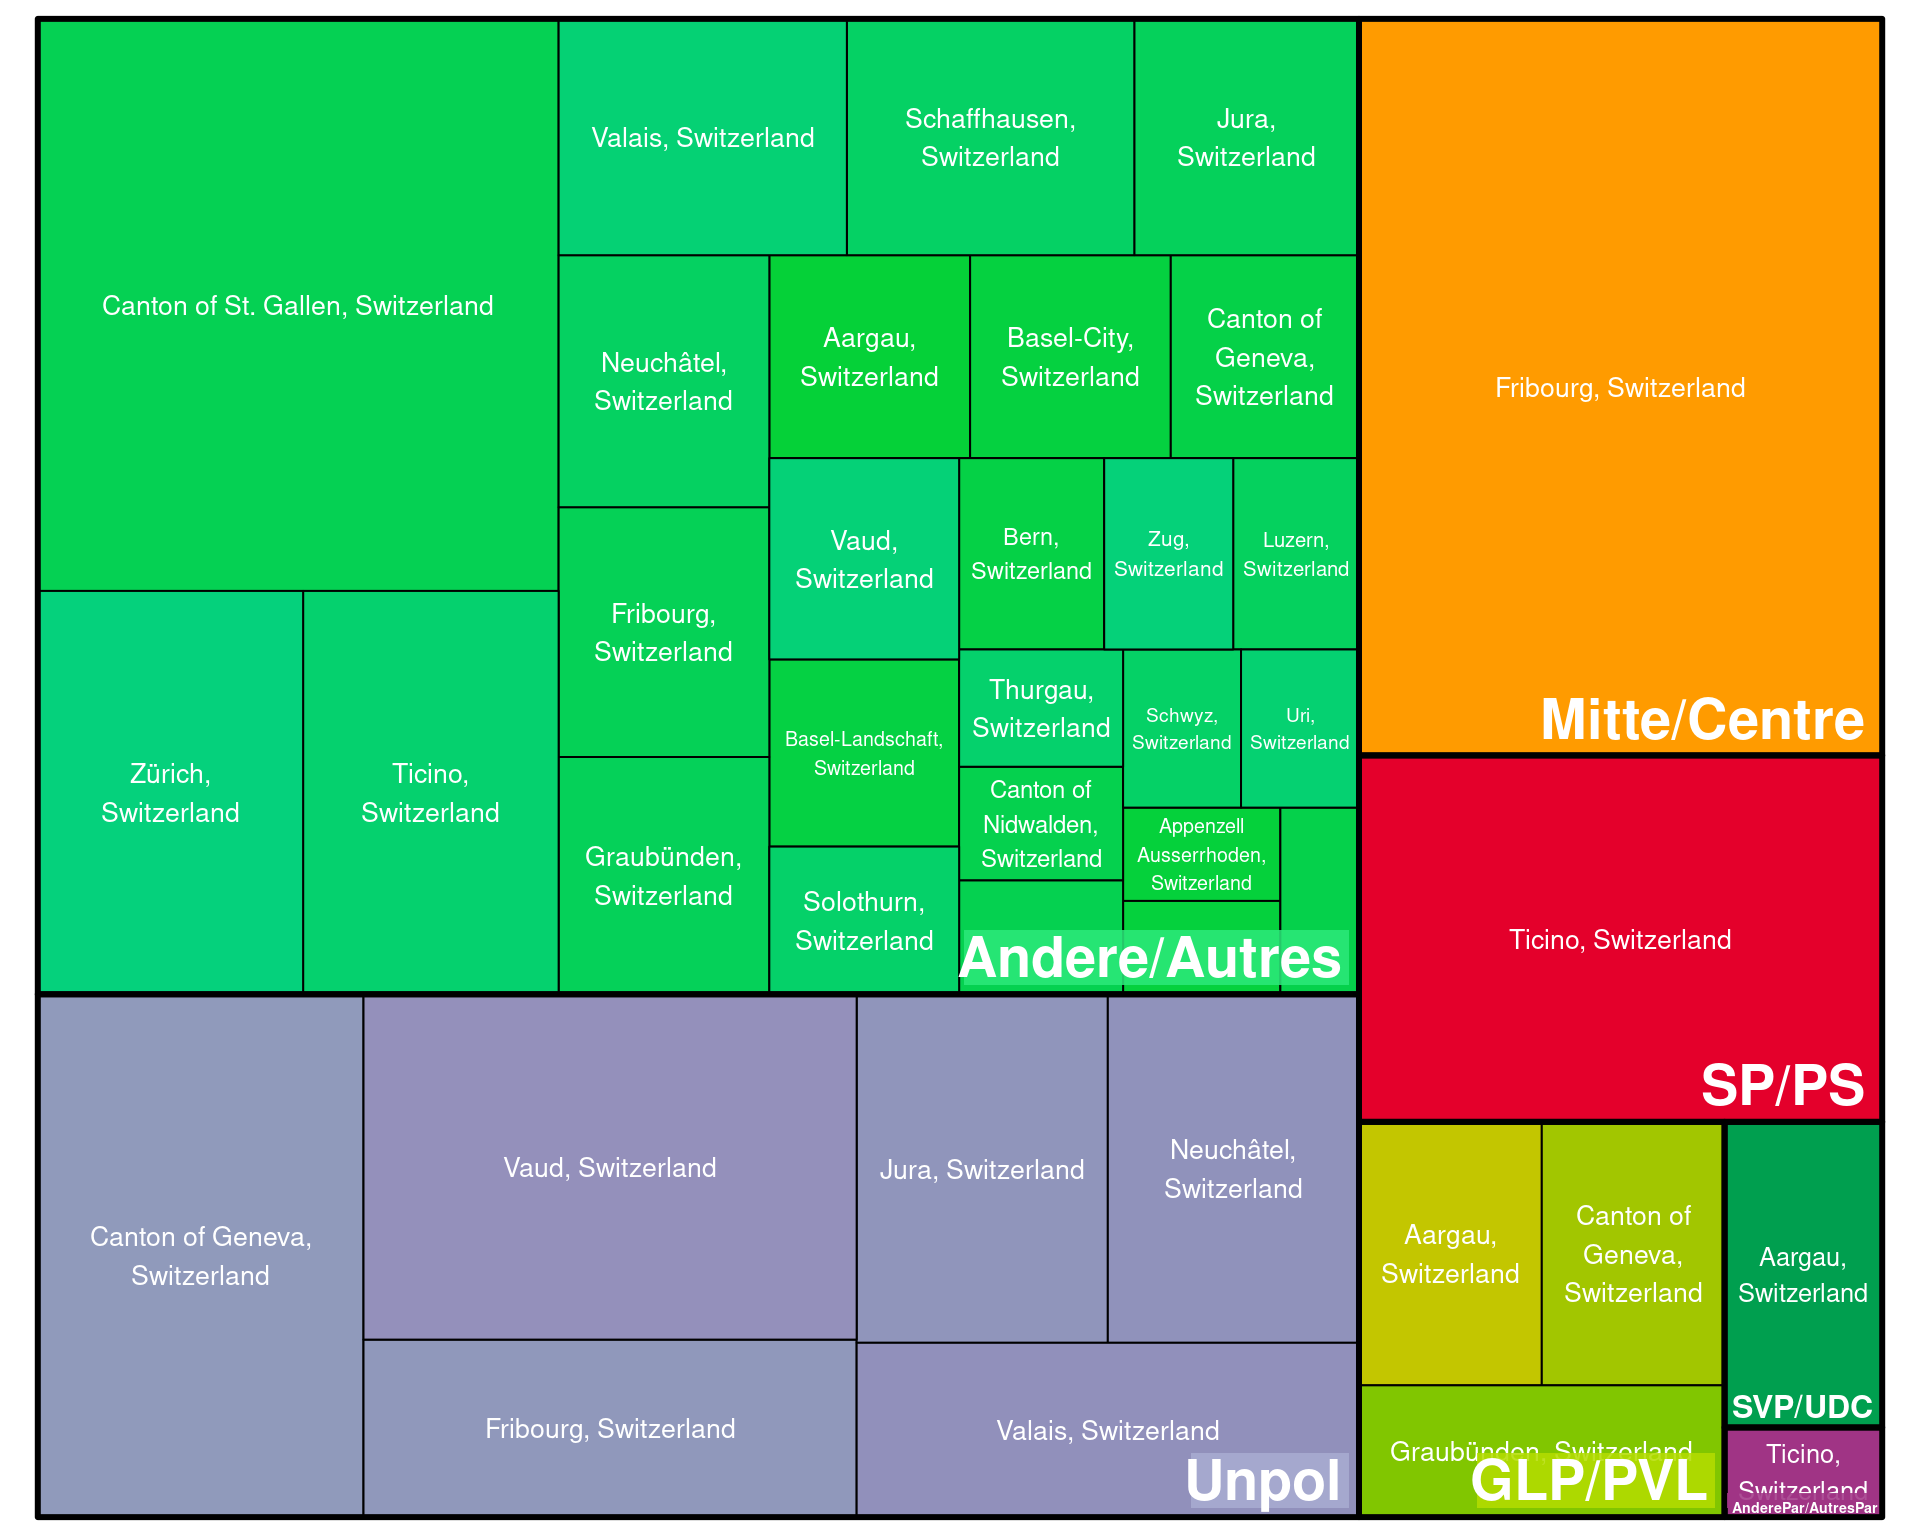 Canton of St. Gallen, Switzerland
Valais, Switzerland
Schaffhausen,
Switzerland
Jura,
Switzerland
Neuchâtel,
Switzerland
Aargau,
Switzerland
Basel-City,
Switzerland
Canton of
Geneva,
Switzerland
Fribourg,
Switzerland
Vaud,
Switzerland
Bern,
Switzerland
Zug,
Switzerland
Luzern,
Switzerland
Zürich,
Switzerland
Ticino,
Switzerland
Graubünden,
Switzerland
Basel-Landschaft,
Switzerland
Solothurn,
Switzerland
Thurgau,
Switzerland
Schwyz,
Switzerland
Uri,
Switzerland
Canton of
Nidwalden,
Switzerland
Appenzell
Ausserrhoden,
Switzerland
Andere/Autres
Fribourg, Switzerland
Mitte/Centre
Ticino, Switzerland
SP/PS
Canton of Geneva,
Switzerland
Vaud, Switzerland
Jura, Switzerland
Neuchâtel,
Switzerland
Fribourg, Switzerland
Valais, Switzerland
Unpol
Aargau,
Switzerland
Canton of
Geneva,
Switzerland
Graubünden, Switzerland
GLP/PVL
Aargau,
Switzerland
SVP/UDC
Ticino,
Switzerland
AnderePar/AutresPar